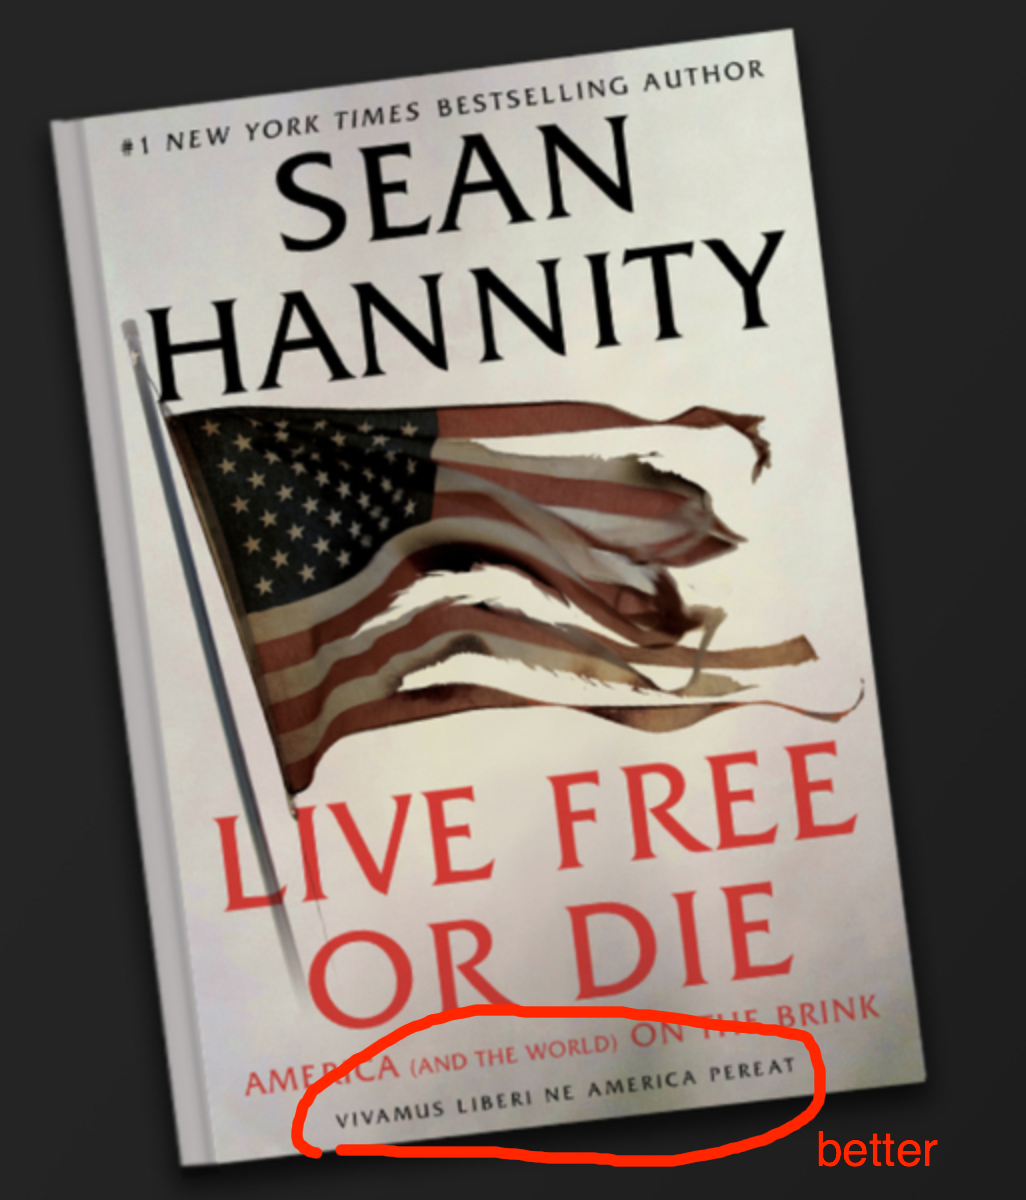 #1 NEW YORK TIMES BESTSELLING AUTHOR
SEAN
HANNITY
LIVE FREE
OR DIE
AMERICA (AND THE WORLD) ON THE BRINK
VIVAMUS LIBERI NE AMERICA PEREAT
better